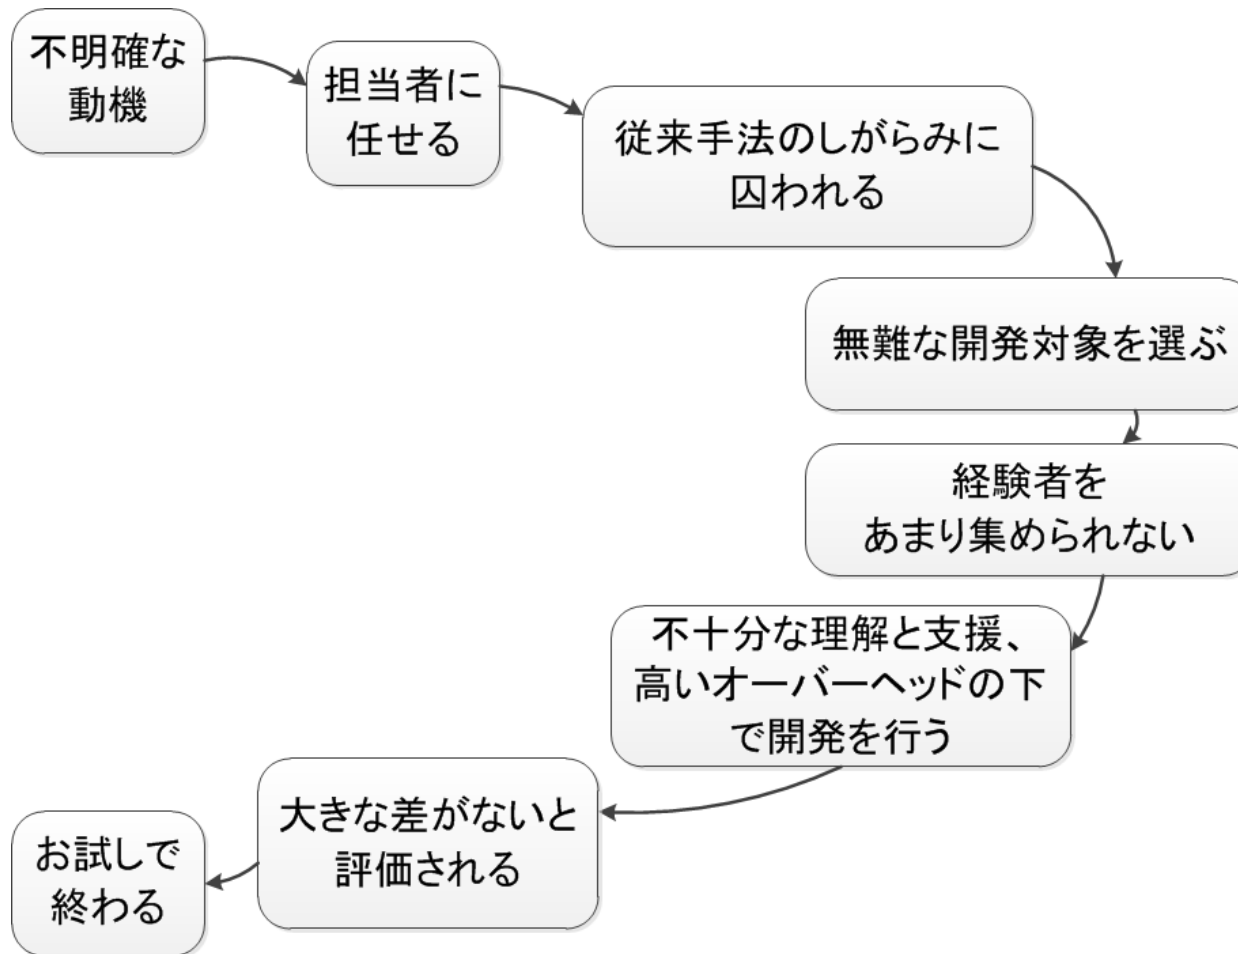 不明確な
動機
担当者に
任せる
従来手法のしがらみに
囚われる
無難な開発対象を選ぶ
経験者を
あまり集められない
不十分な理解と支援、
高いオーバーヘッドの下
で開発を行う
大きな差がないと
評価される
お試しで
終わる